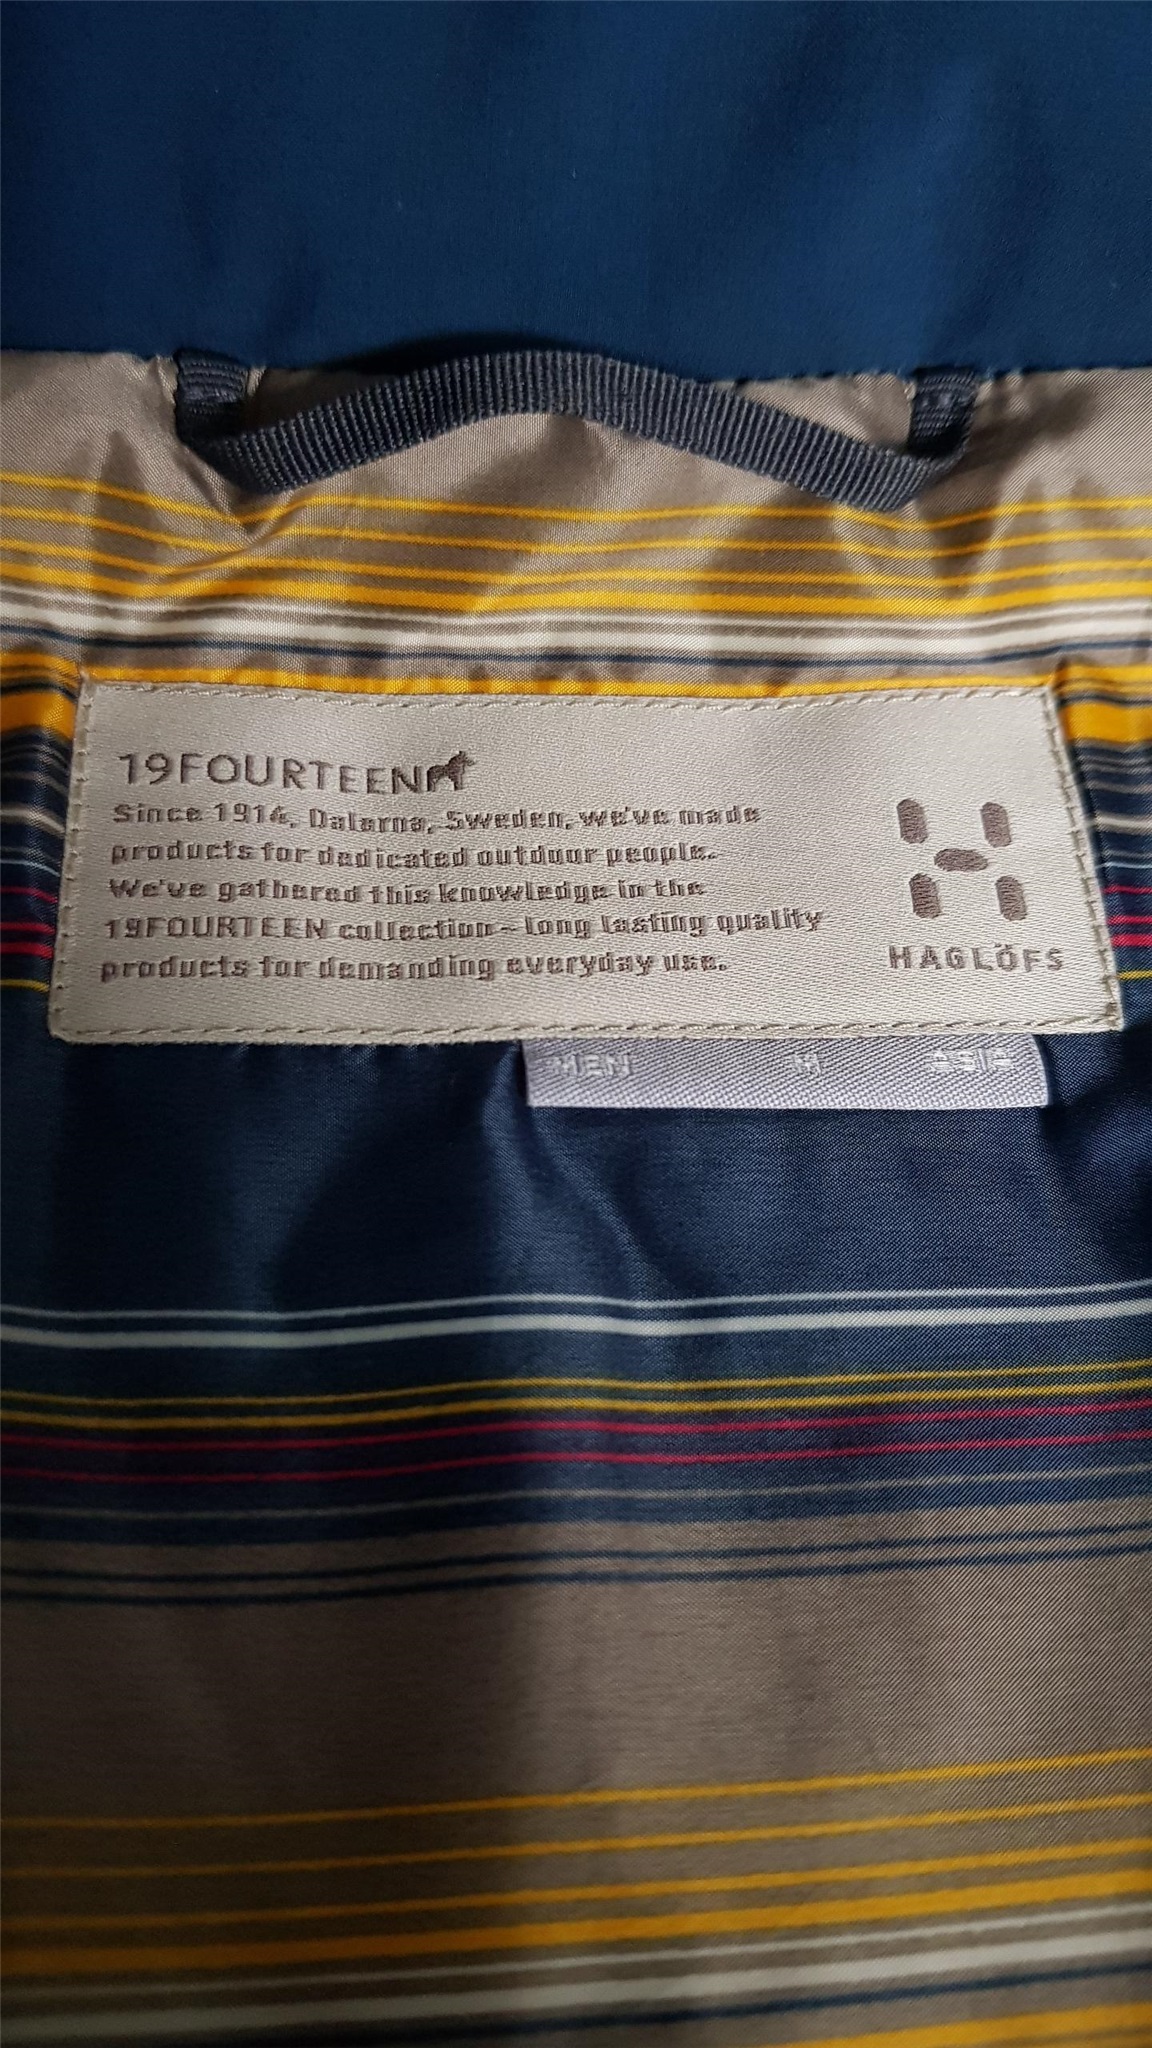 19FOURTEEN
Since 1914, Dalarna, Sweden, we've made
products for dedicated outdoor people.
We've gathered this knowledge in the
19FOURTEEN collection - long lasting quality
products for demanding everyday use.
HAGLÖFS
MEN M